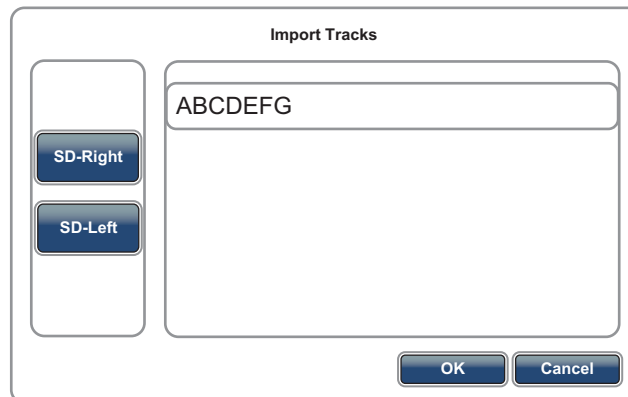 Import Tracks
ABCDEFG
SD-Right
SD-Left
OK
Cancel